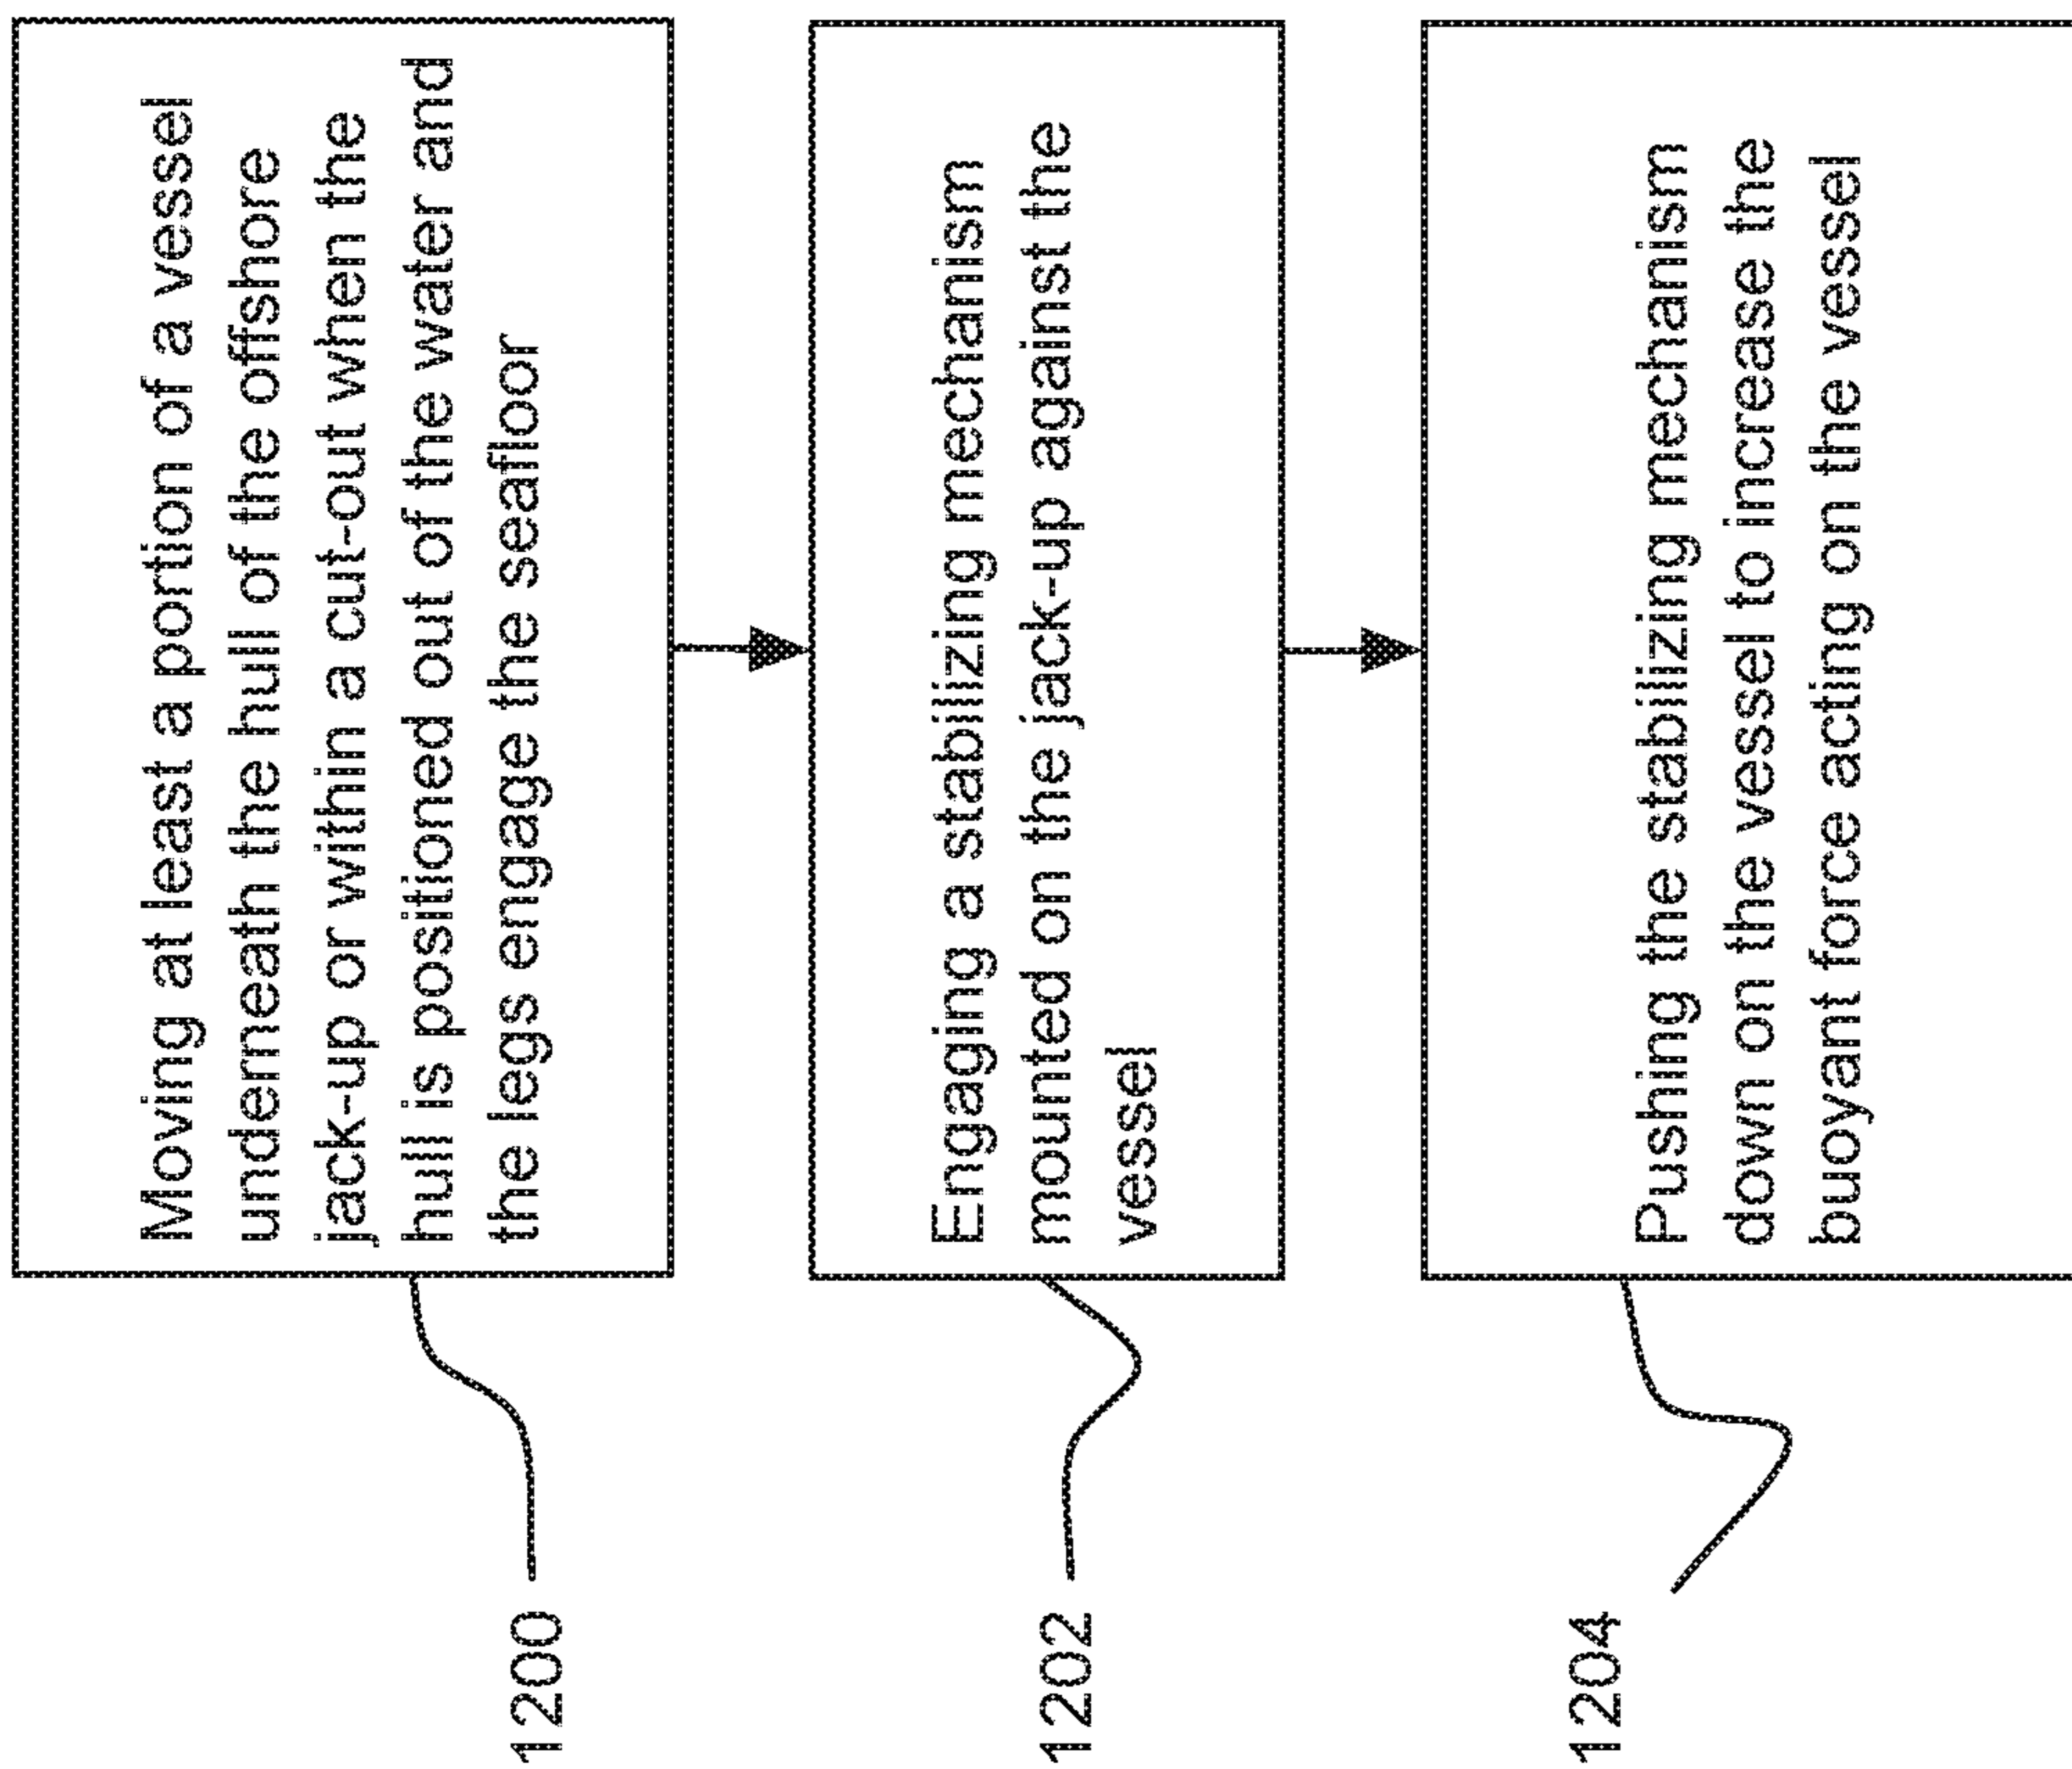 Moving at least a portion of a vessel
underneath the hull of the offshore
jack-up or within a cut-out when the
hull is positioned out of the water and
the legs engage the seafloor
1200
Engaging a stabilizing mechanism
mounted on the jack-up against the
vessel
1202
Pushing the stabilizing mechanism
down on the vessel to increase the
buoyant force acting on the vessel
1204